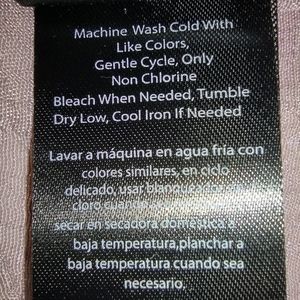 Machine Wash Cold With
Like Colors,
Gentle Cycle, Only
Non Chlorine
Bleach When Needed, Tumble
Dry Low, Cool Iron If Needed
Lavar a máquina en agua fría con
colores similares, en ciclo
delicado, usar blanqueador sin
cloro
secar en secadora doméstica a
baja temperatura,planchar a
baja temperatura cuando sea
necesario.